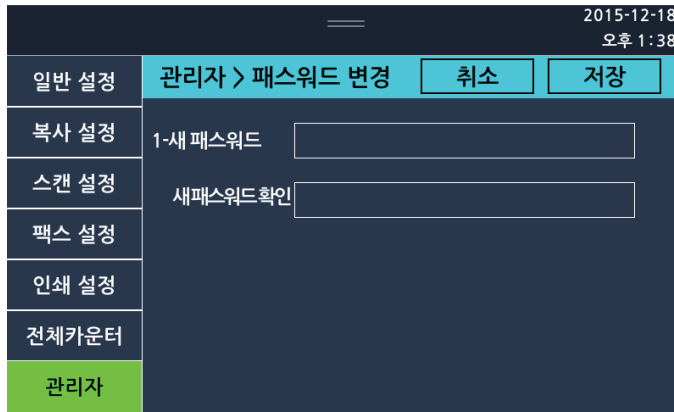 2015-12-18
오후 1:38
일반 설정
관리자 > 패스워드 변경
취소
저장
복사 설정
1-새 패스워드
스캔 설정
새패스워드확인
팩스 설정
인쇄 설정
전체카운터
관리자